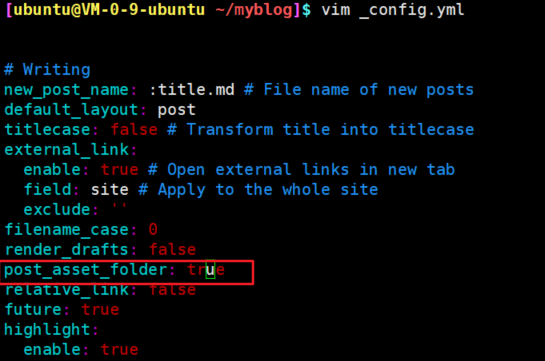 [ubuntu@VM-0-9-ubuntu ~/myblog]$ vim _config.yml
# Writing
new_post_name: :title.md # File name of new posts
default_layout: post
titlecase: false # Transform title into titlecase
external_link:
  enable: true # Open external links in new tab
  field: site # Apply to the whole site
  exclude: ''
filename_case: 0
render_drafts: false
post_asset_folder: true
relative_link: false
future: true
highlight:
  enable: true